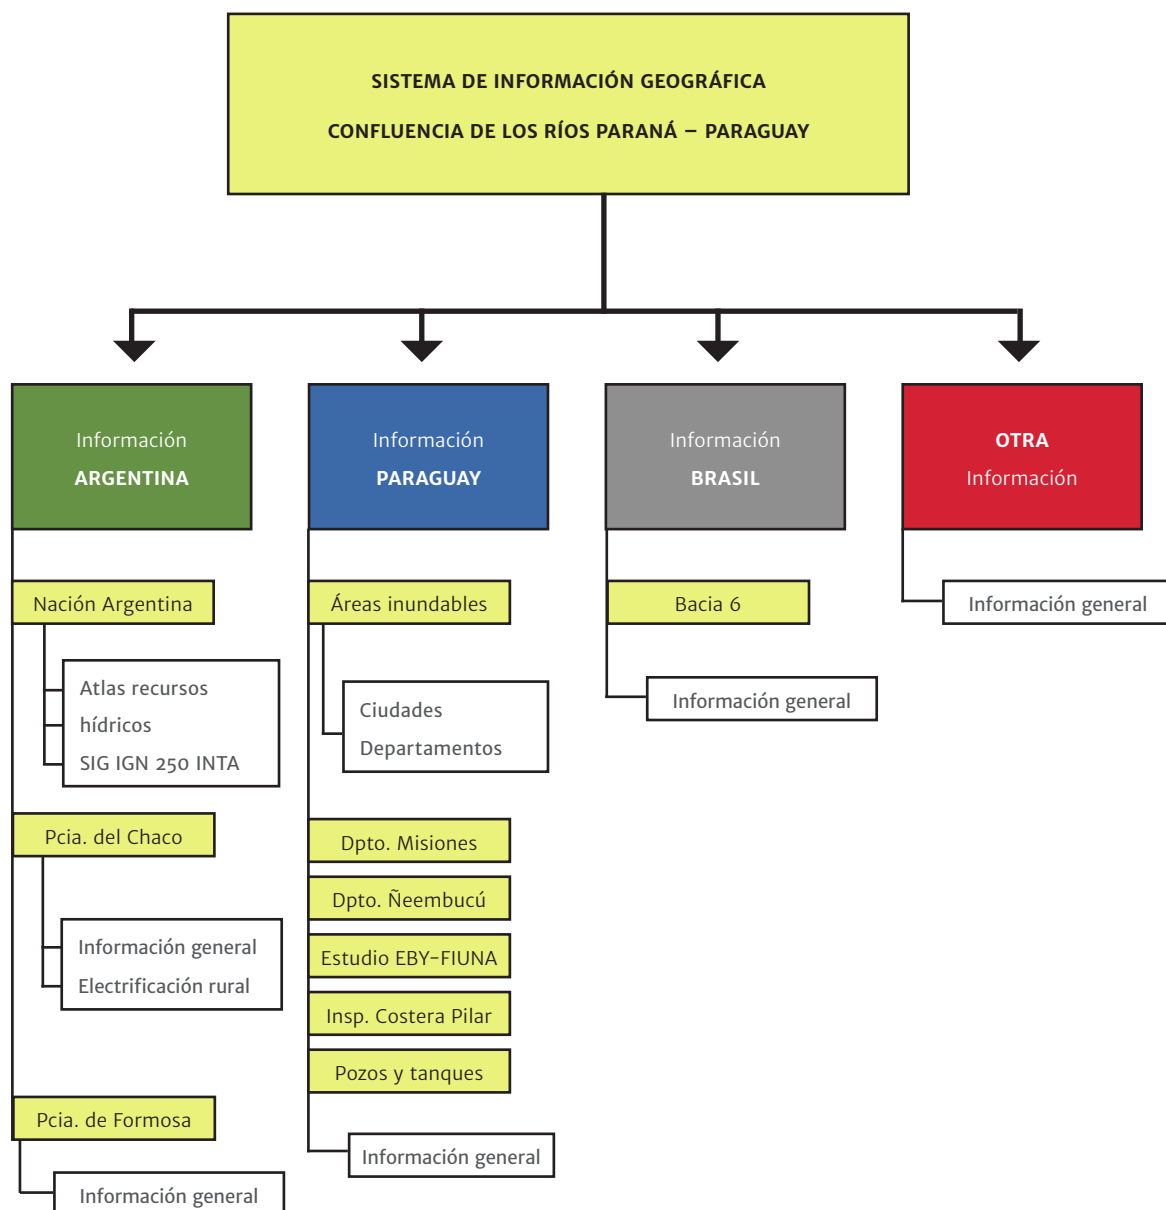 SISTEMA DE INFORMACIÓN GEOGRÁFICA
CONFLUENCIA DE LOS RÍOS PARANÁ – PARAGUAY
Información
ARGENTINA
Nación Argentina
Atlas recursos
hídricos
SIG IGN 250 INTA
Pcia. del Chaco
Información general
Electrificación rural
Pcia. de Formosa
Información general
Información
PARAGUAY
Áreas inundables
Ciudades
Departamentos
Dpto. Misiones
Dpto. Ñeembucú
Estudio EBY-FIUNA
Insp. Costera Pilar
Pozos y tanques
Información general
Información
BRASIL
Bacia 6
Información general
OTRA
Información
Información general